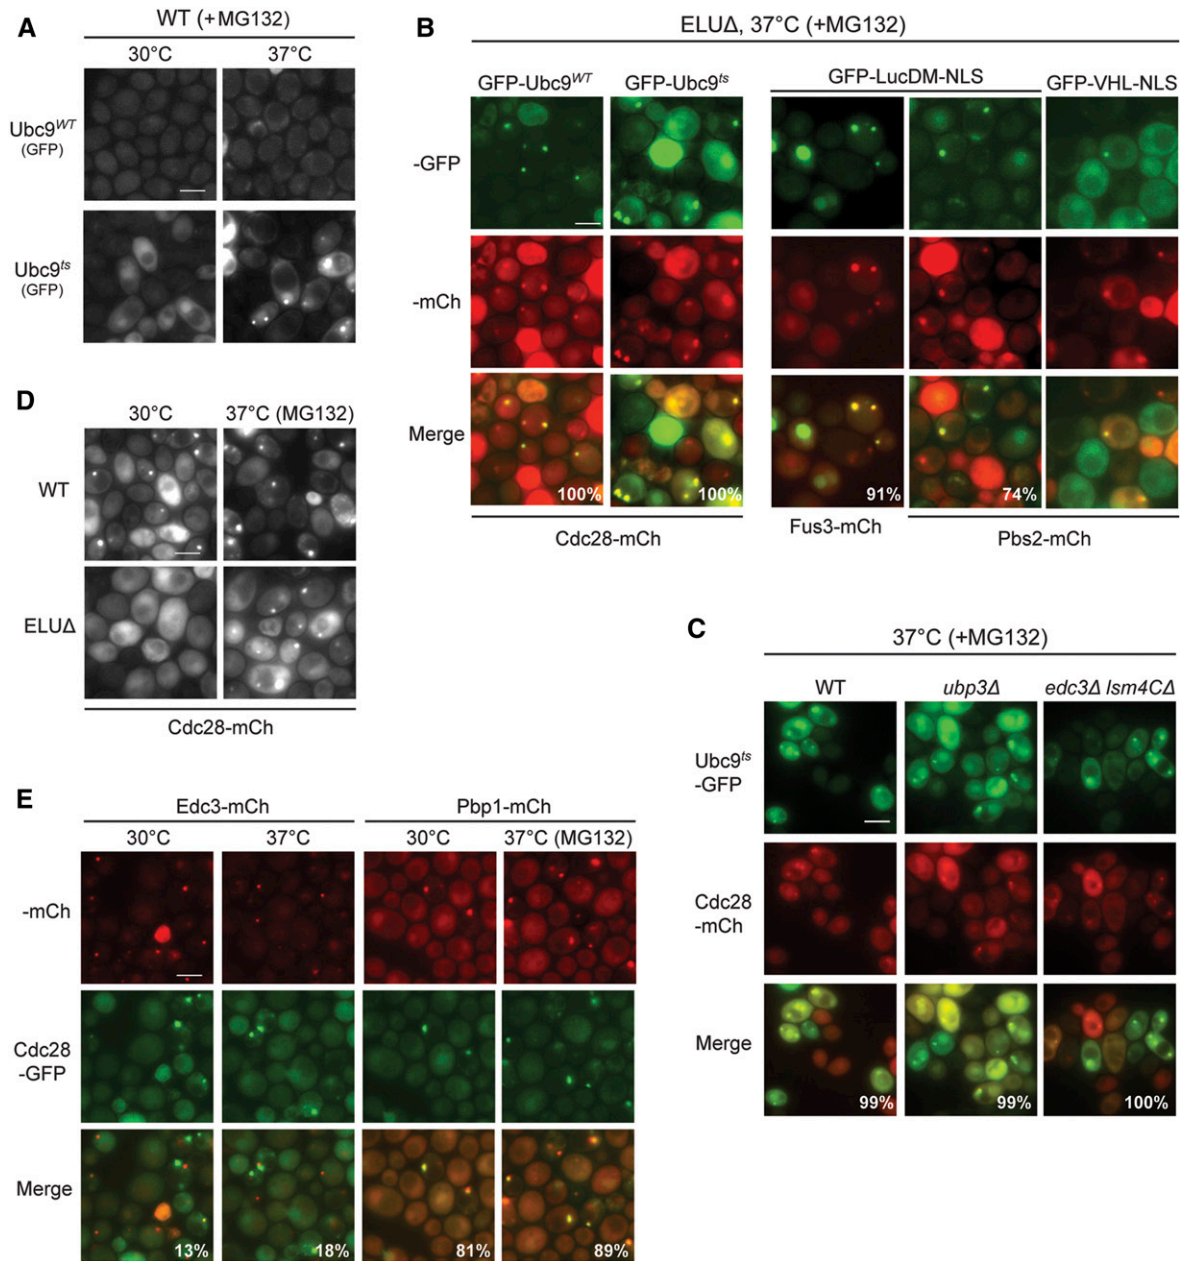 A
WT (+MG132)
30°C 37°C
Ubc9WT
(GFP)
Ubc9ts
(GFP)
B
ELUΔ, 37°C (+MG132)
GFP-Ubc9WT GFP-Ubc9ts GFP-LucDM-NLS GFP-VHL-NLS
-GFP
-mCh
Merge
100% 100% 91% 74%
Cdc28-mCh Fus3-mCh Pbs2-mCh
D
30°C 37°C (MG132)
WT
ELUΔ
Cdc28-mCh
C
37°C (+MG132)
WT ubp3Δ edc3Δ lsm4CΔ
Ubc9ts
-GFP
Cdc28
-mCh
Merge
99% 99% 100%
E
Edc3-mCh Pbp1-mCh
30°C 37°C 30°C 37°C (MG132)
-mCh
Cdc28
-GFP
Merge
13% 18% 81% 89%